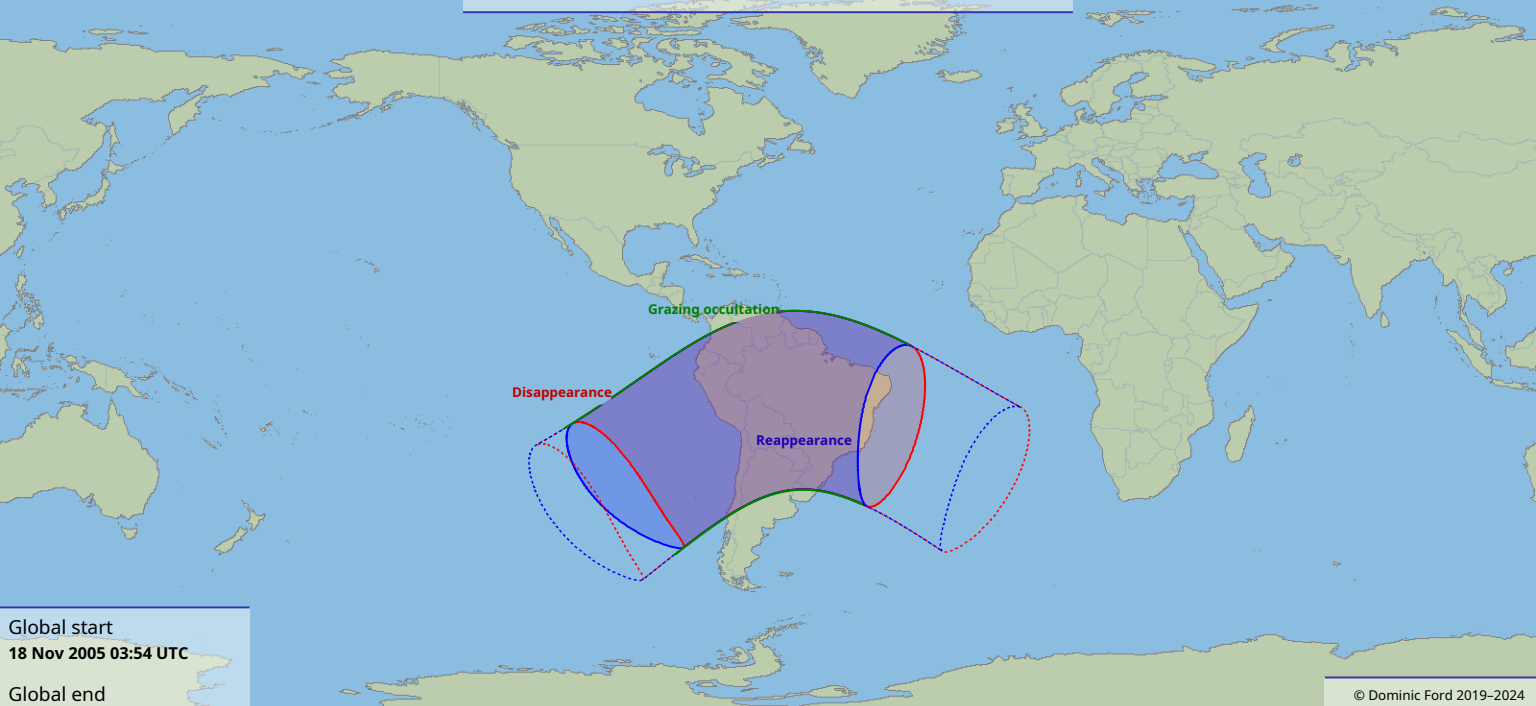 Grazing occultation
Disappearance
Reappearance
Global start
18 Nov 2005 03:54 UTC
Global end
© Dominic Ford 2019–2024